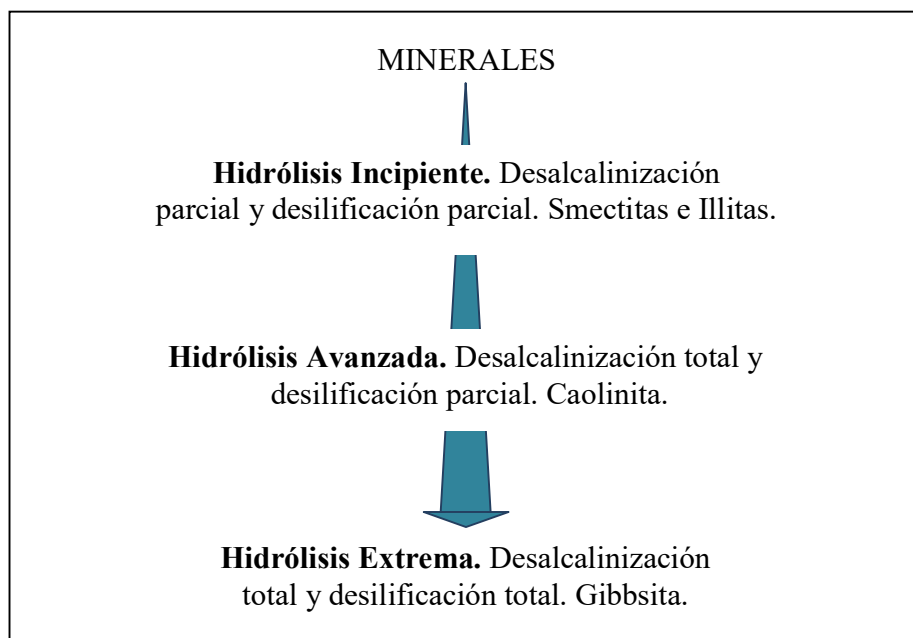 MINERALES
Hidrólisis Incipiente. Desalcalinización
parcial y desilificación parcial. Smectitas e Illitas.
Hidrólisis Avanzada. Desalcalinización total y
desilificación parcial. Caolinita.
Hidrólisis Extrema. Desalcalinización
total y desilificación total. Gibbsita.